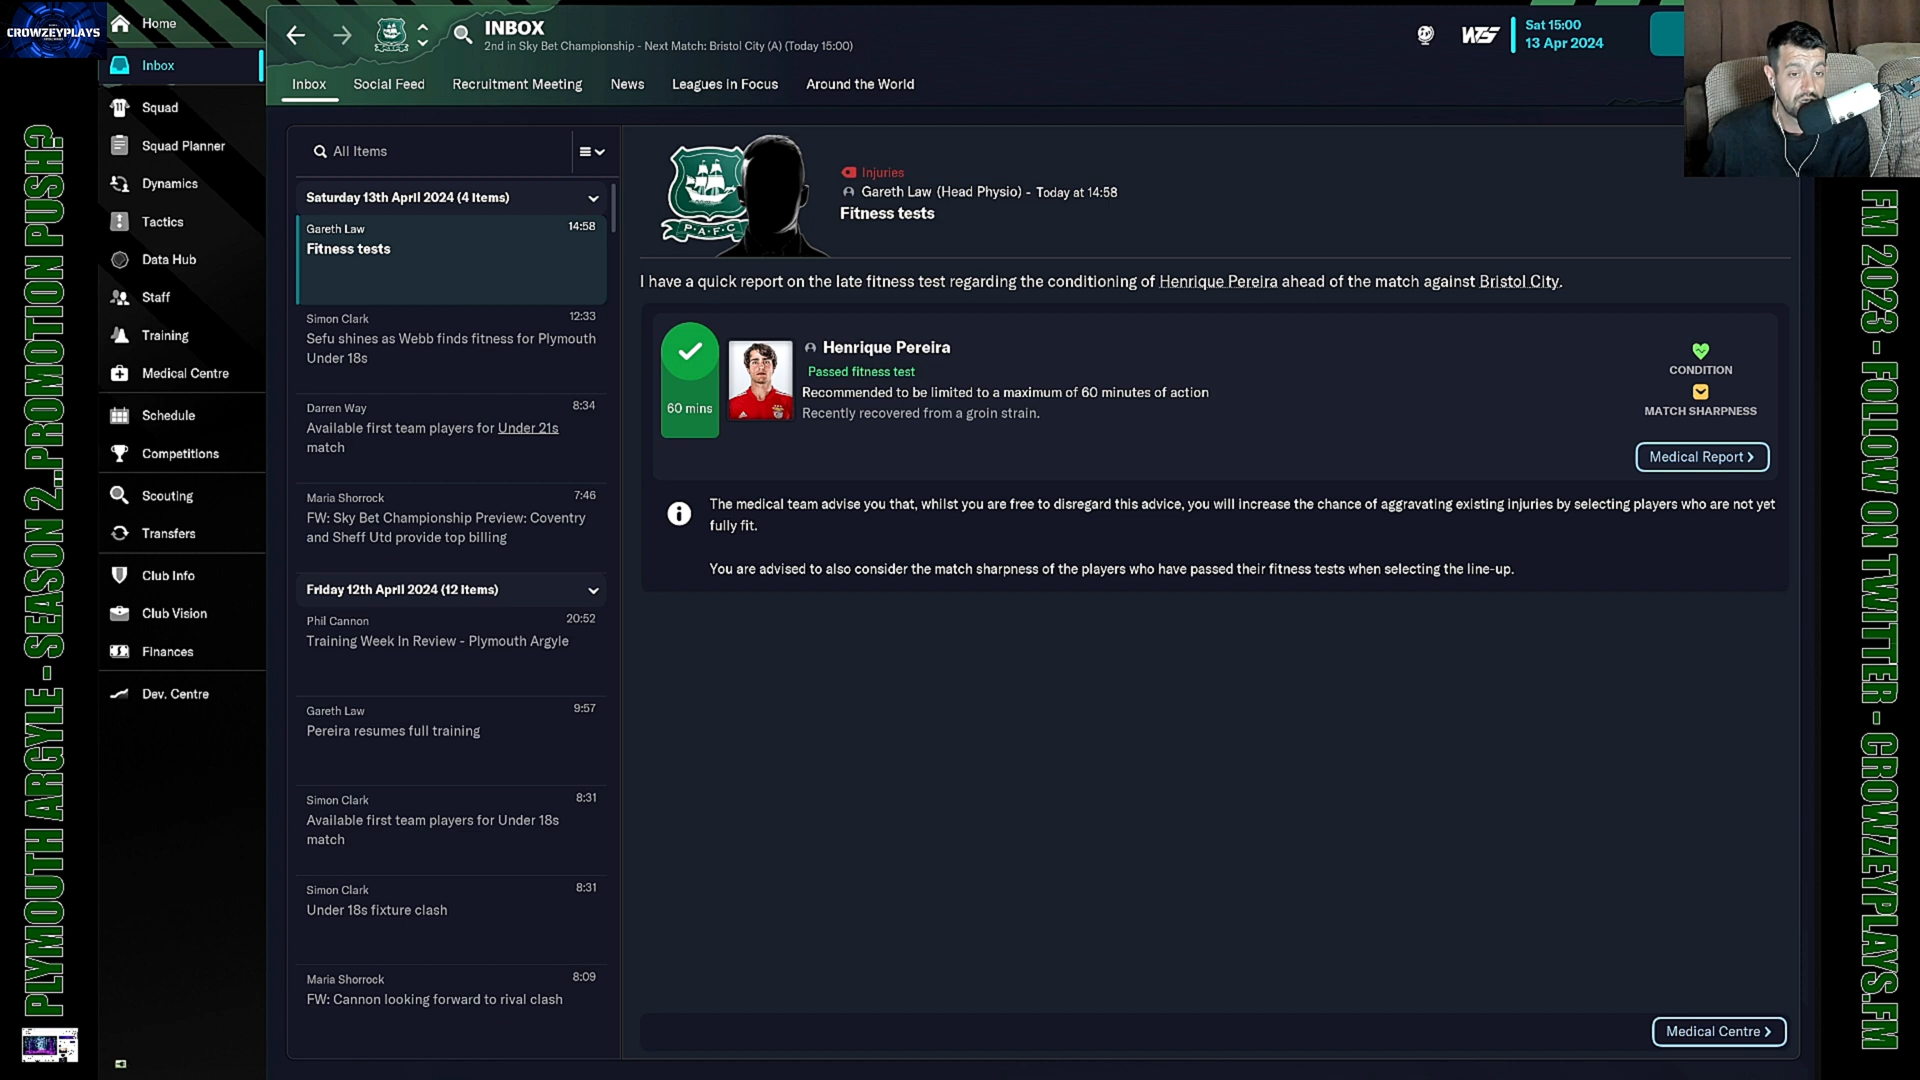 CROWZEYPLAYS
Home
Inbox
Squad
Squad Planner
Dynamics
Tactics
Data Hub
Staff
Training
Medical Centre
Schedule
Competitions
Scouting
Transfers
Club Info
Club Vision
Finances
Dev. Centre
INBOX
2nd in Sky Bet Championship - Next Match: Bristol City (A) (Today 15:00)
Sat 15:00
13 Apr 2024
Inbox Social Feed Recruitment Meeting News Leagues in Focus Around the World
All Items
Saturday 13th April 2024 (4 Items)
Gareth Law 14:58
Fitness tests
Simon Clark 12:33
Sefu shines as Webb finds fitness for Plymouth
Under 18s
Darren Way 8:34
Available first team players for Under 21s
match
Maria Shorrock 7:46
FW: Sky Bet Championship Preview: Coventry
and Sheff Utd provide top billing
Friday 12th April 2024 (12 Items)
Phil Cannon 20:52
Training Week In Review - Plymouth Argyle
Gareth Law 9:57
Pereira resumes full training
Simon Clark 8:31
Available first team players for Under 18s
match
Simon Clark 8:31
Under 18s fixture clash
Maria Shorrock 8:09
FW: Cannon looking forward to rival clash
P.A.F.C
Injuries
Gareth Law (Head Physio) - Today at 14:58
Fitness tests
I have a quick report on the late fitness test regarding the conditioning of Henrique Pereira ahead of the match against Bristol City.
60 mins
Henrique Pereira
Passed fitness test
Recommended to be limited to a maximum of 60 minutes of action
Recently recovered from a groin strain.
CONDITION
MATCH SHARPNESS
Medical Report
The medical team advise you that, whilst you are free to disregard this advice, you will increase the chance of aggravating existing injuries by selecting players who are not yet
fully fit.
You are advised to also consider the match sharpness of the players who have passed their fitness tests when selecting the line-up.
Medical Centre
PLYMOUTH ARGYLE - SEASON 2...PROMOTION PUSH?
FM 2023 - FOLLOW ON TWITTER - CROWZEYPLAYS.FM